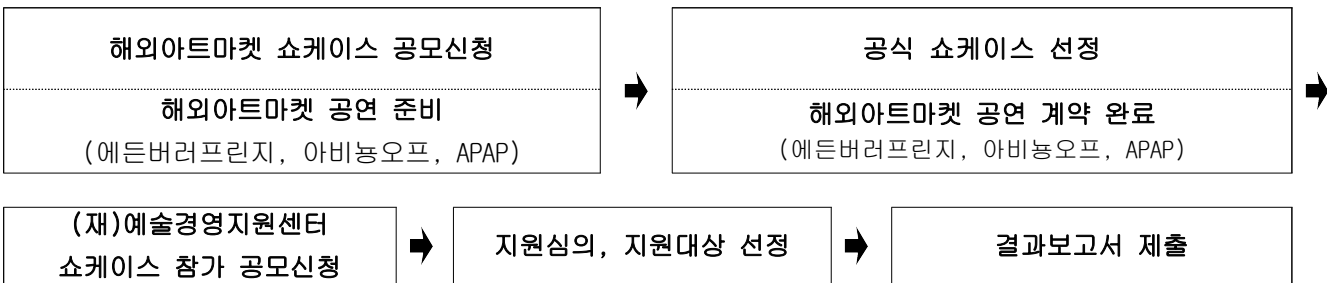 해외아트마켓 쇼케이스 공모신청
해외아트마켓 공연 준비
(에든버러프린지, 아비뇽오프, APAP)
공식 쇼케이스 선정
해외아트마켓 공연 계약 완료
(에든버러프린지, 아비뇽오프, APAP)
(재)예술경영지원센터
쇼케이스 참가 공모신청
지원심의, 지원대상 선정
결과보고서 제출